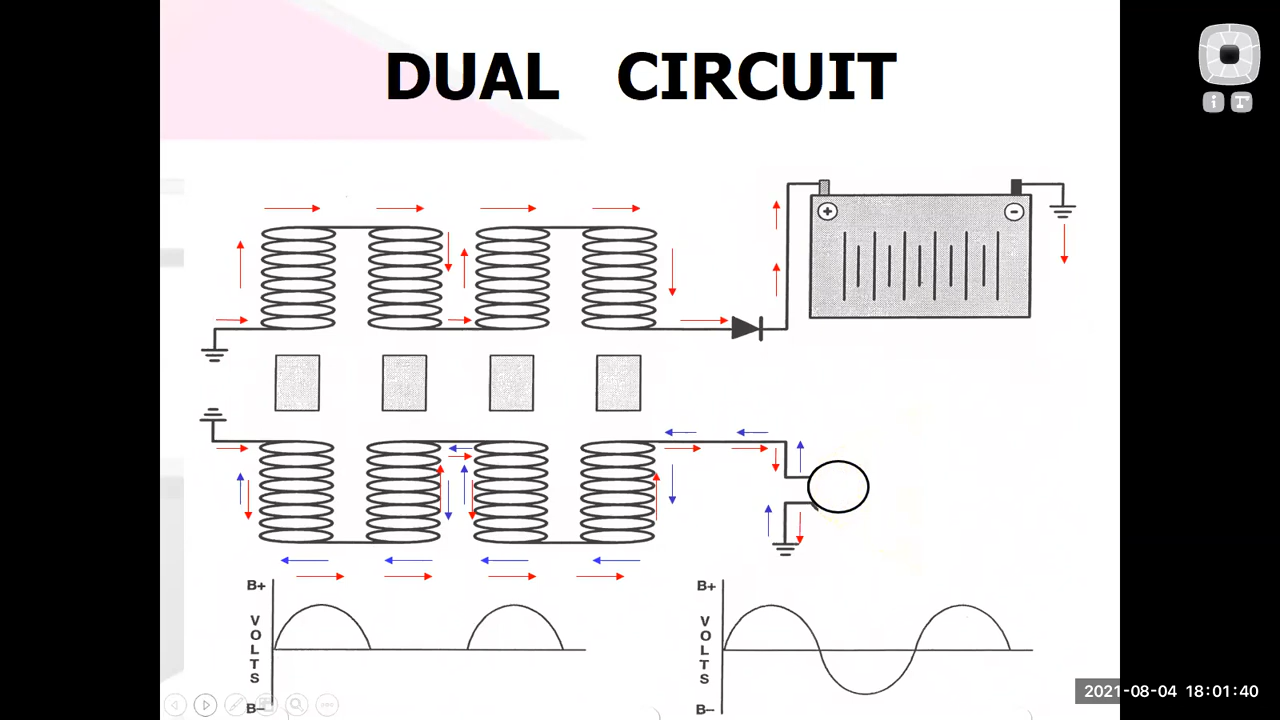 DUAL CIRCUIT
+
-
B+
VOLTS
B-
B+
VOLTS
B-
i
T
2021-08-04 18:01:40